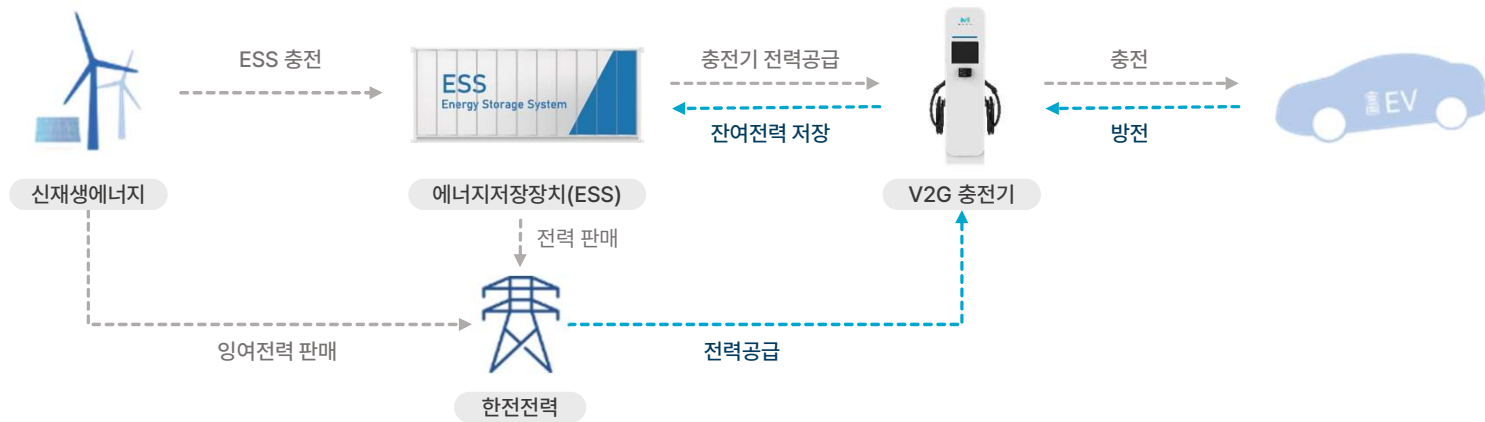 ESS 충전
충전기 전력공급
충전
ESS
Energy Storage System
EV
잔여전력 저장
방전
신재생에너지
에너지저장장치(ESS)
V2G 충전기
전력 판매
잉여전력 판매
전력공급
한전전력